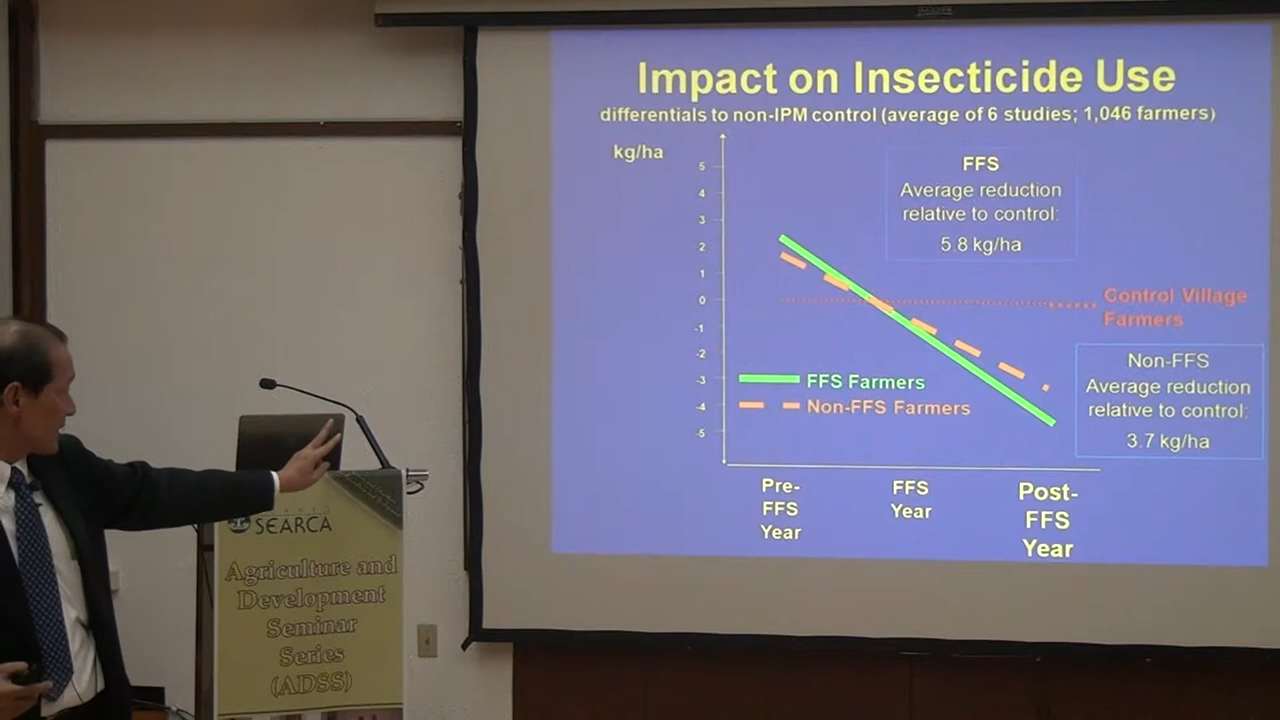 Impact on Insecticide Use
differentials to non-IPM control (average of 6 studies; 1,046 farmers)
kg/ha
5
4
3
2
1
0
-1
-2
-3
-4
-5
FFS
Average reduction
relative to control:
5.8 kg/ha
Control Village
Farmers
Non-FFS
Average reduction
relative to control:
3.7 kg/ha
FFS Farmers
Non-FFS Farmers
Pre-
FFS
Year
FFS
Year
Post-
FFS
Year
SEARCA
Agriculture and
Development
Seminar
Series
(ADSS)